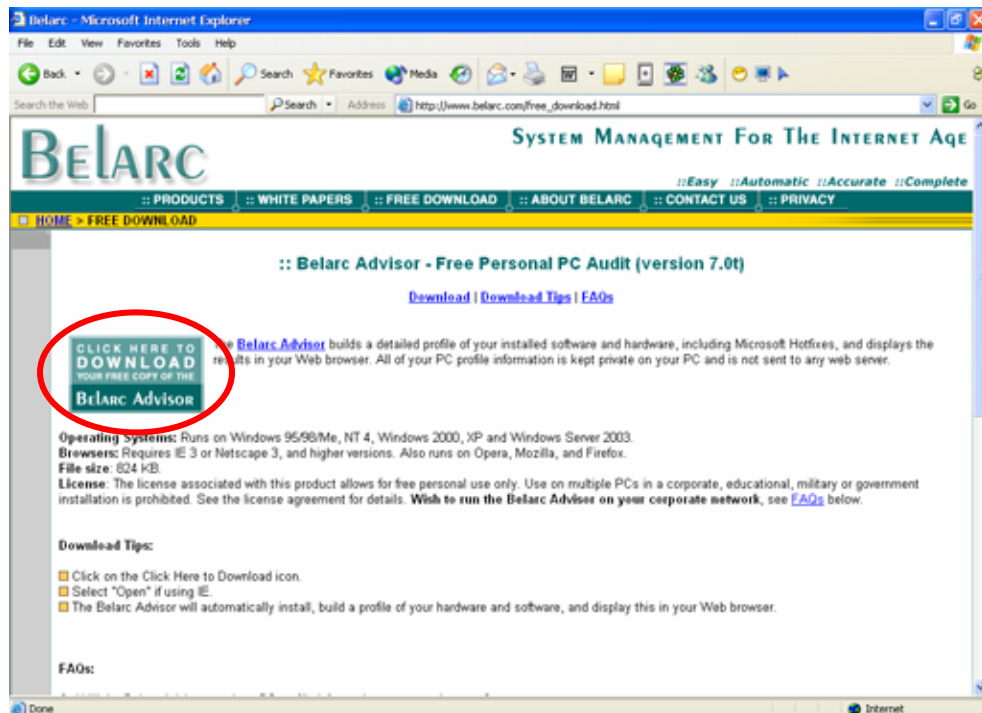 Belarc - Microsoft Internet Explorer
File Edit View Favorites Tools Help
Back Search Favorites Media
Search the Web Search Address http://www.belarc.com/free_download.html Go
BELARC
SYSTEM MANAGEMENT FOR THE INTERNET AGE
::Easy ::Automatic ::Accurate ::Complete
:: PRODUCTS :: WHITE PAPERS :: FREE DOWNLOAD :: ABOUT BELARC :: CONTACT US :: PRIVACY
HOME > FREE DOWNLOAD
:: Belarc Advisor - Free Personal PC Audit (version 7.0t)
Download | Download Tips | FAQs
CLICK HERE TO
DOWNLOAD
YOUR FREE COPY OF THE
BELARC ADVISOR
The Belarc Advisor builds a detailed profile of your installed software and hardware, including Microsoft Hotfixes, and displays the
results in your Web browser. All of your PC profile information is kept private on your PC and is not sent to any web server.
Operating Systems: Runs on Windows 95/98/Me, NT 4, Windows 2000, XP and Windows Server 2003.
Browsers: Requires IE 3 or Netscape 3, and higher versions. Also runs on Opera, Mozilla, and Firefox.
File size: 824 KB.
License: The license associated with this product allows for free personal use only. Use on multiple PCs in a corporate, educational, military or government
installation is prohibited. See the license agreement for details. Wish to run the Belarc Advisor on your corporate network, see FAQs below.
Download Tips:
Click on the Click Here to Download icon.
Select "Open" if using IE.
The Belarc Advisor will automatically install, build a profile of your hardware and software, and display this in your Web browser.
FAQs:
Done Internet